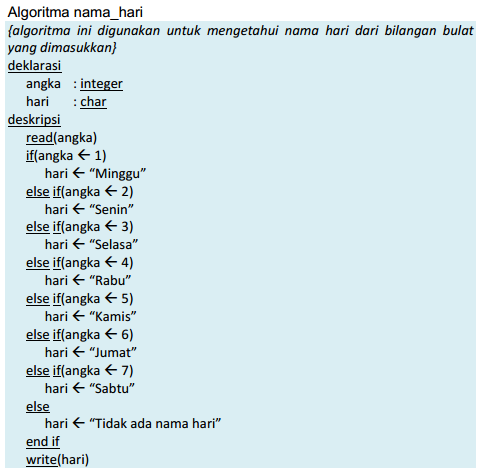 Algoritma nama_hari
{algoritma ini digunakan untuk mengetahui nama hari dari bilangan bulat
yang dimasukkan}
deklarasi
angka : integer
hari : char
deskripsi
read(angka)
if(angka ← 1)
hari ← “Minggu”
else if(angka ← 2)
hari ← “Senin”
else if(angka ← 3)
hari ← “Selasa”
else if(angka ← 4)
hari ← “Rabu”
else if(angka ← 5)
hari ← “Kamis”
else if(angka ← 6)
hari ← “Jumat”
else if(angka ← 7)
hari ← “Sabtu”
else
hari ← “Tidak ada nama hari”
end if
write(hari)